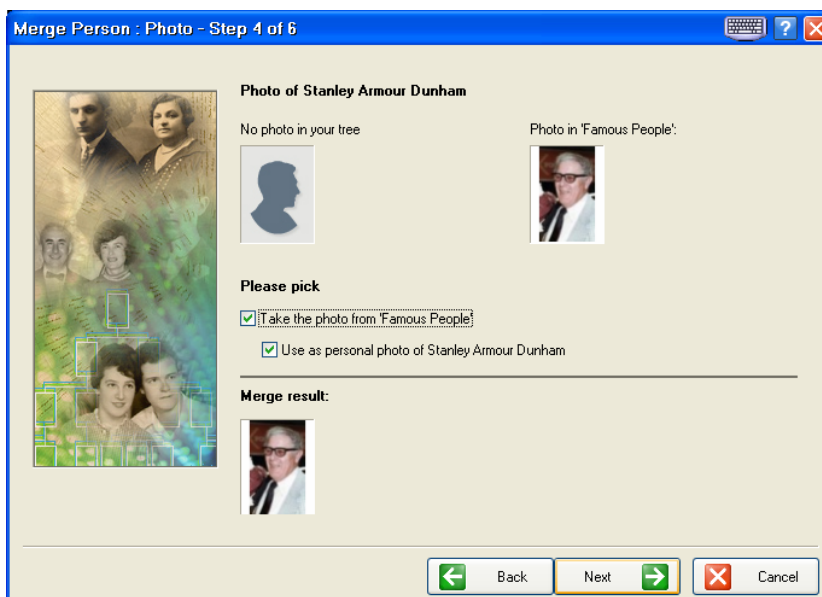 Merge Person : Photo - Step 4 of 6
Photo of Stanley Armour Dunham
No photo in your tree
Photo in 'Famous People':
Please pick
Take the photo from 'Famous People'
Use as personal photo of Stanley Armour Dunham
Merge result:
Back
Next
Cancel